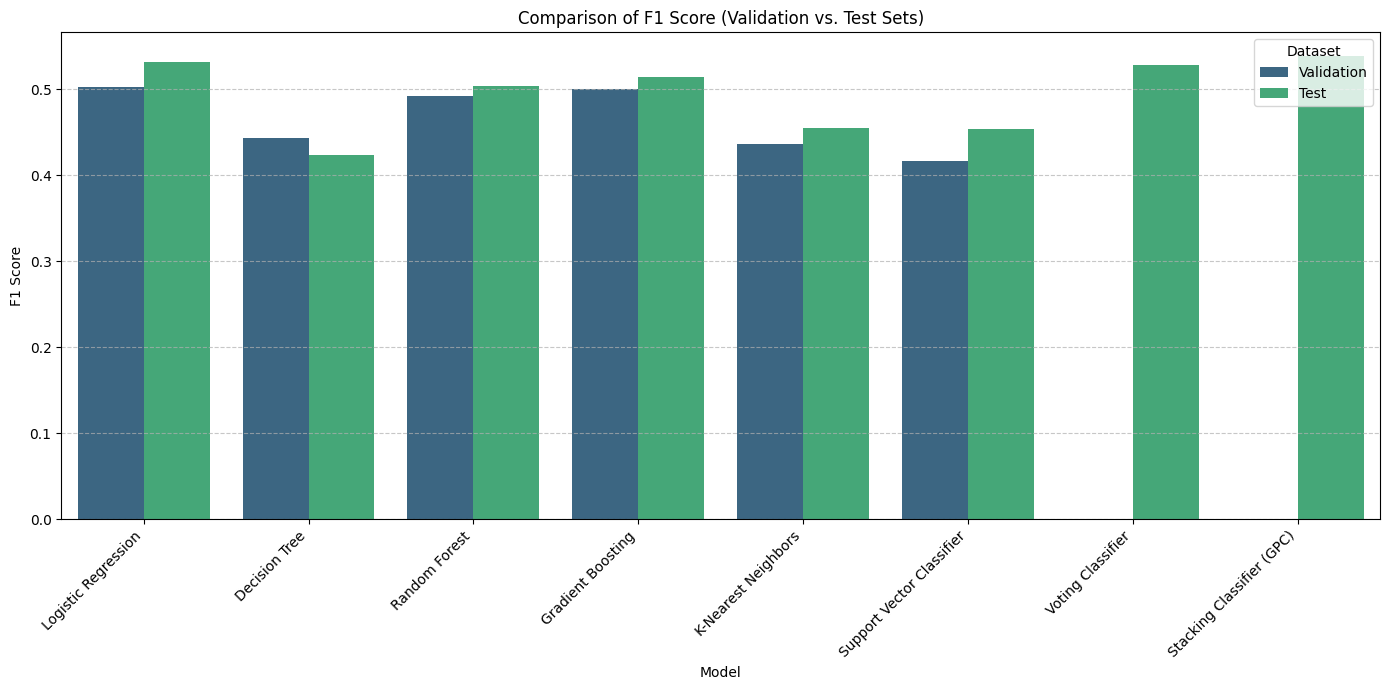 Comparison of F1 Score (Validation vs. Test Sets)
Dataset
Validation
Test
F1 Score
0.5
0.4
0.3
0.2
0.1
0.0
Logistic Regression
Decision Tree
Random Forest
Gradient Boosting
K-Nearest Neighbors
Support Vector Classifier
Voting Classifier
Stacking Classifier (GPC)
Model